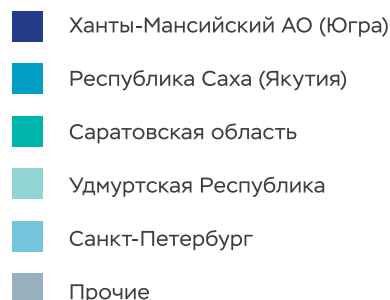 Ханты-Мансийский АО (Югра)
Республика Саха (Якутия)
Саратовская область
Удмуртская Республика
Санкт-Петербург
Прочие